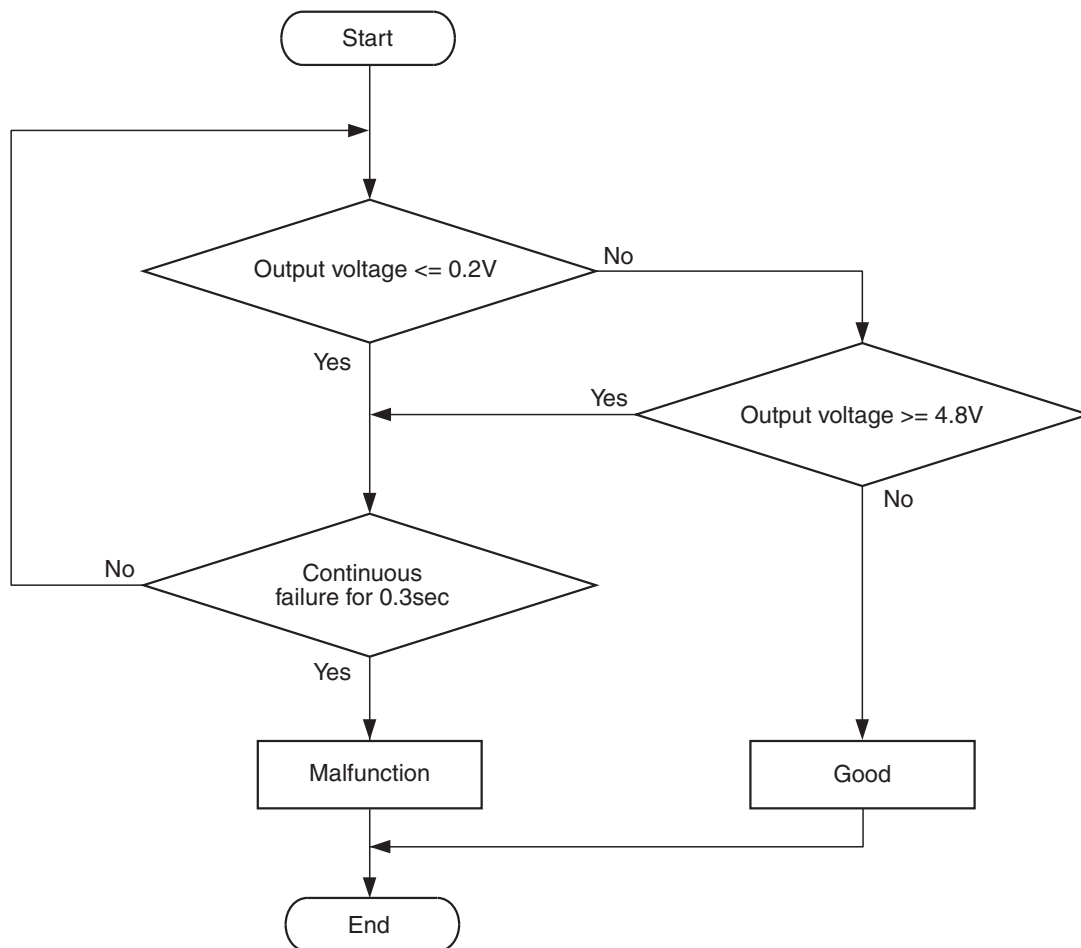 Start
Output voltage <= 0.2V
No
Yes
Yes
Output voltage >= 4.8V
No
No
Continuous
failure for 0.3sec
Yes
Malfunction
Good
End